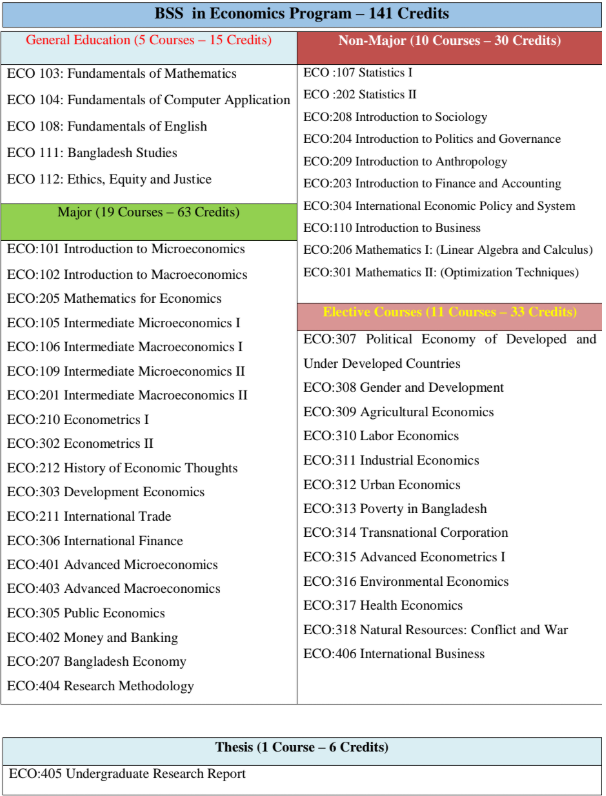 BSS in Economics Program – 141 Credits
General Education (5 Courses – 15 Credits)
ECO 103: Fundamentals of Mathematics
ECO 104: Fundamentals of Computer Application
ECO 108: Fundamentals of English
ECO 111: Bangladesh Studies
ECO 112: Ethics, Equity and Justice
Major (19 Courses – 63 Credits)
ECO:101 Introduction to Microeconomics
ECO:102 Introduction to Macroeconomics
ECO:205 Mathematics for Economics
ECO:105 Intermediate Microeconomics I
ECO:106 Intermediate Macroeconomics I
ECO:109 Intermediate Microeconomics II
ECO:201 Intermediate Macroeconomics II
ECO:210 Econometrics I
ECO:302 Econometrics II
ECO:212 History of Economic Thoughts
ECO:303 Development Economics
ECO:211 International Trade
ECO:306 International Finance
ECO:401 Advanced Microeconomics
ECO:403 Advanced Macroeconomics
ECO:305 Public Economics
ECO:402 Money and Banking
ECO:207 Bangladesh Economy
ECO:404 Research Methodology
Non-Major (10 Courses – 30 Credits)
ECO :107 Statistics I
ECO :202 Statistics II
ECO:208 Introduction to Sociology
ECO:204 Introduction to Politics and Governance
ECO:209 Introduction to Anthropology
ECO:203 Introduction to Finance and Accounting
ECO:304 International Economic Policy and System
ECO:110 Introduction to Business
ECO:206 Mathematics I: (Linear Algebra and Calculus)
ECO:301 Mathematics II: (Optimization Techniques)
Elective Courses (11 Courses – 33 Credits)
ECO:307 Political Economy of Developed and
Under Developed Countries
ECO:308 Gender and Development
ECO:309 Agricultural Economics
ECO:310 Labor Economics
ECO:311 Industrial Economics
ECO:312 Urban Economics
ECO:313 Poverty in Bangladesh
ECO:314 Transnational Corporation
ECO:315 Advanced Econometrics I
ECO:316 Environmental Economics
ECO:317 Health Economics
ECO:318 Natural Resources: Conflict and War
ECO:406 International Business
Thesis (1 Course – 6 Credits)
ECO:405 Undergraduate Research Report